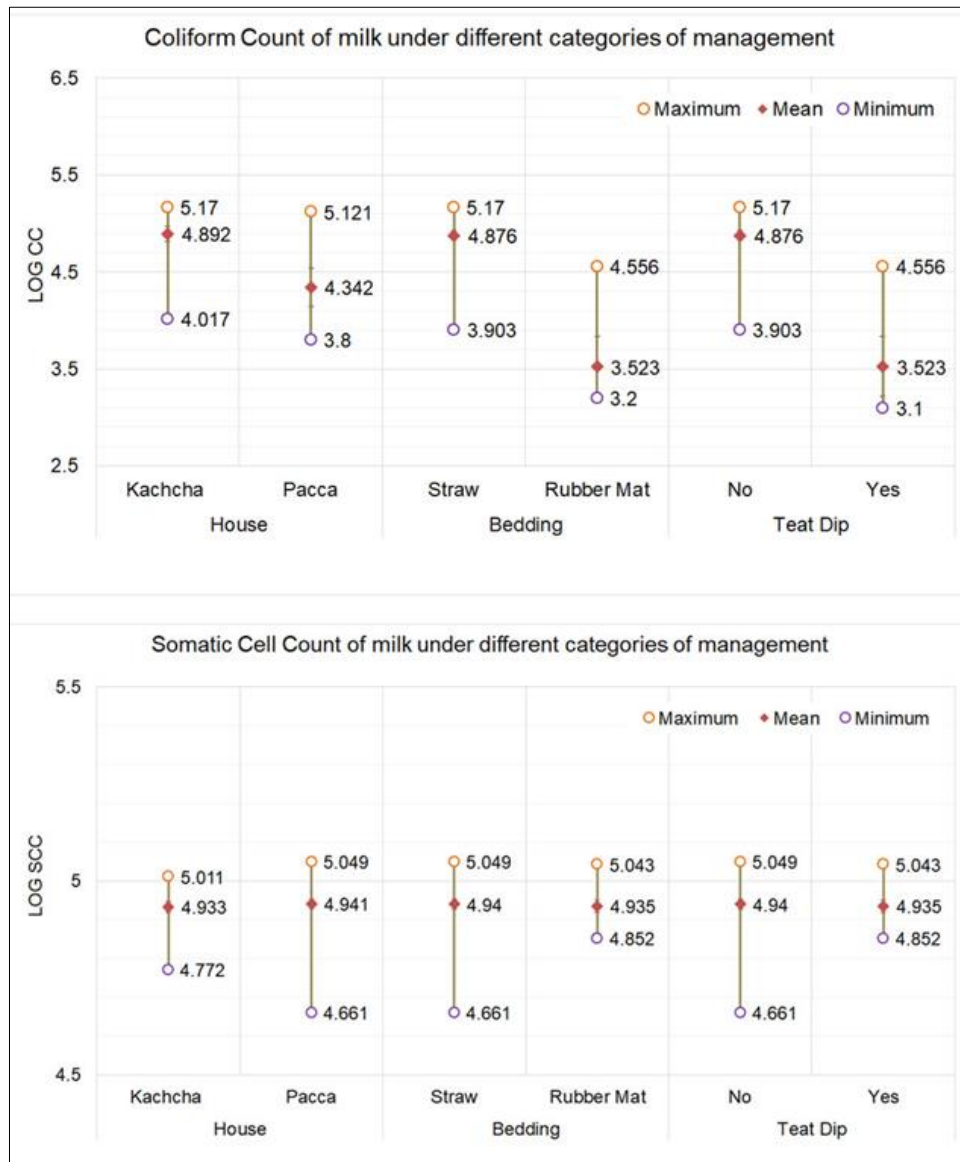 Coliform Count of milk under different categories of management
6.5
Maximum Mean Minimum
5.5
5.17
5.121
5.17
5.17
4.892
4.876
4.876
4.556
4.556
4.5
4.342
4.017
3.8
3.903
3.903
3.5
3.523
3.523
3.2
3.1
2.5
LOG CC
Kachcha Pacca Straw Rubber Mat No Yes
House Bedding Teat Dip
Somatic Cell Count of milk under different categories of management
5.5
Maximum Mean Minimum
5.011 5.049 5.049 5.043 5.049 5.043
5
4.933 4.941 4.94 4.935 4.94 4.935
4.852 4.852
4.772
4.661 4.661 4.661
4.5
LOG SCC
Kachcha Pacca Straw Rubber Mat No Yes
House Bedding Teat Dip